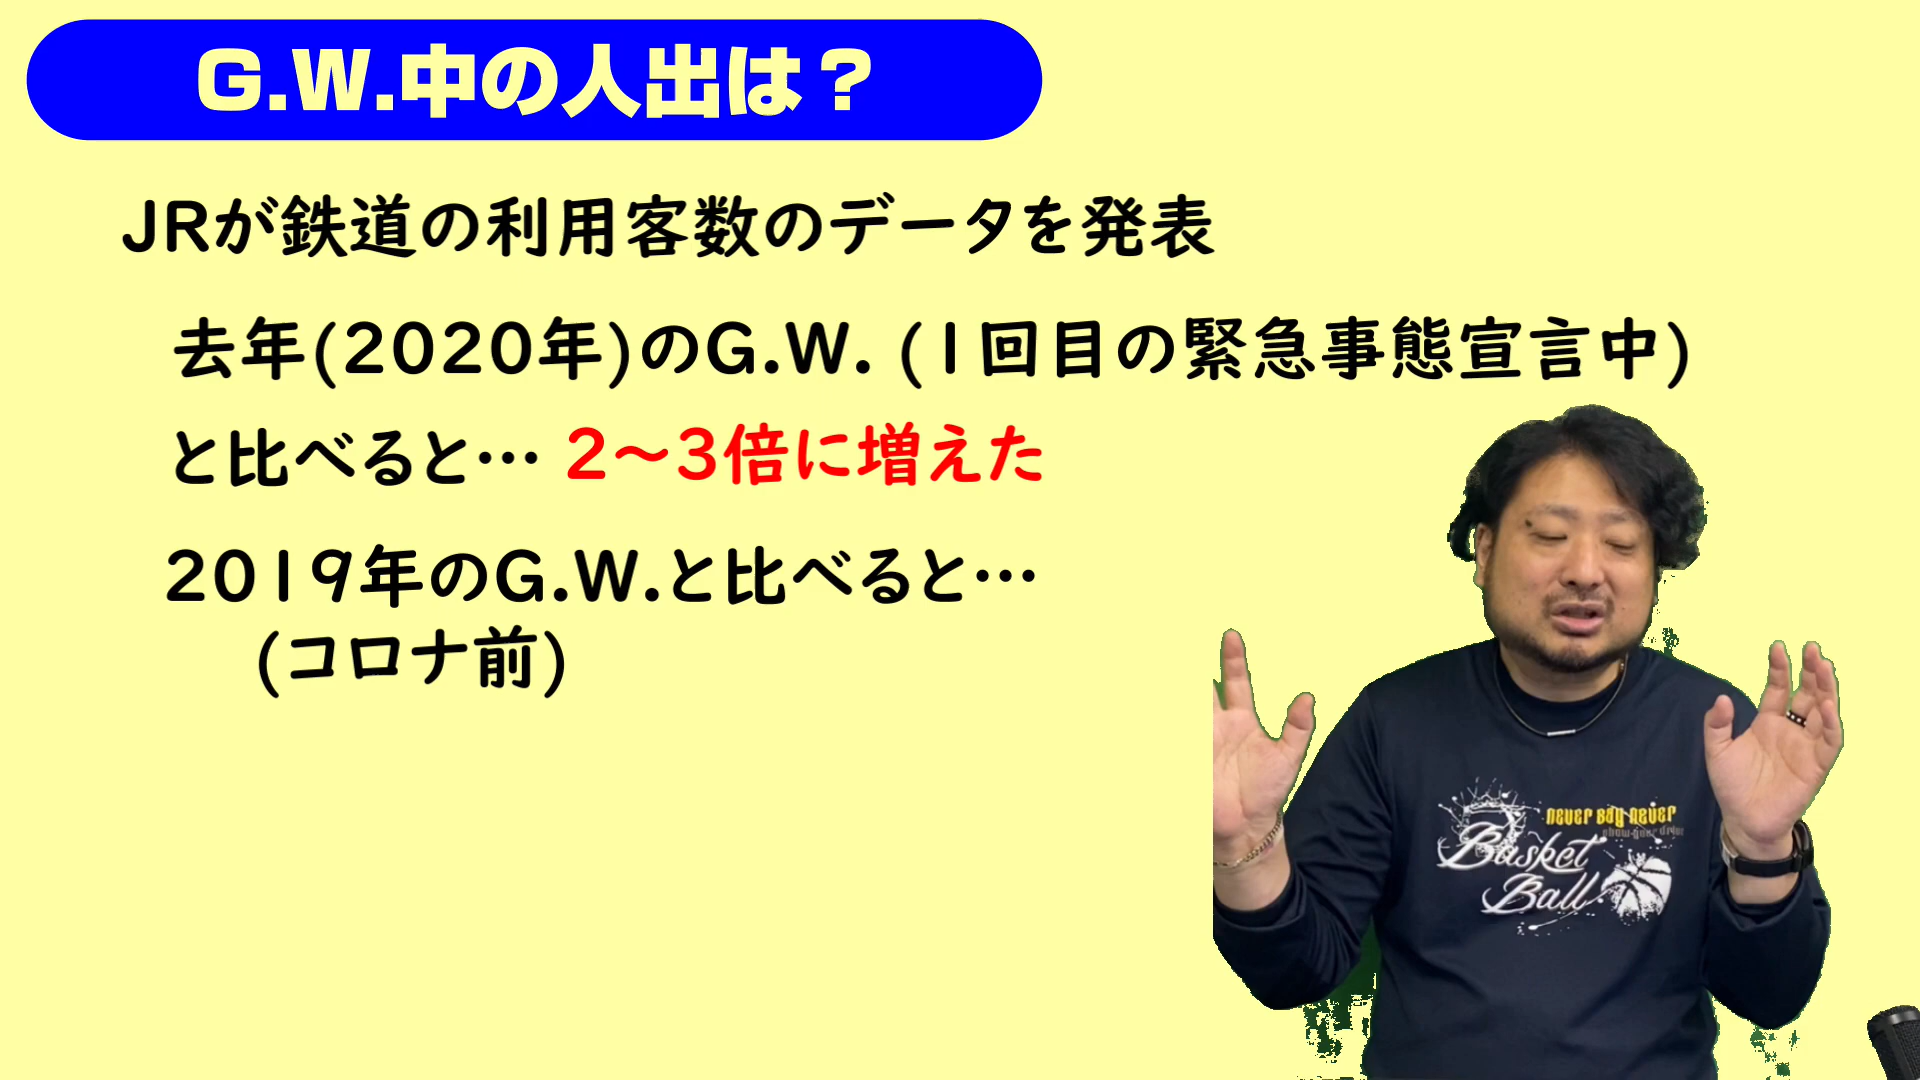 G.W.中の人出は？
JRが鉄道の利用客数のデータを発表
去年(2020年)のG.W. (1回目の緊急事態宣言中)
と比べると… 2～3倍に増えた
2019年のG.W.と比べると…
(コロナ前)
never say never
Basket
Ball